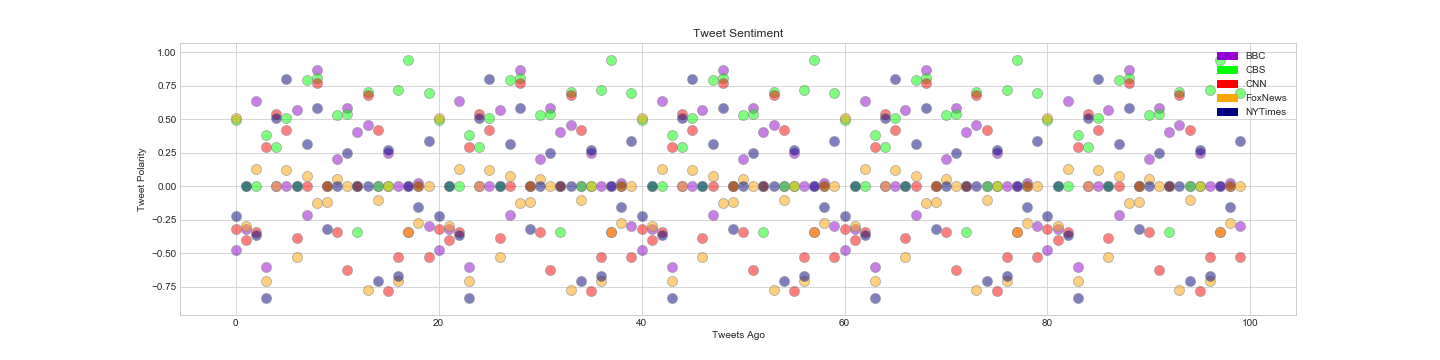 Tweet Sentiment
1.00
0.75
0.50
0.25
0.00
−0.25
−0.50
−0.75
Tweet Polarity
BBC
CBS
CNN
FoxNews
NYTimes
0
20
40
60
80
100
Tweets Ago